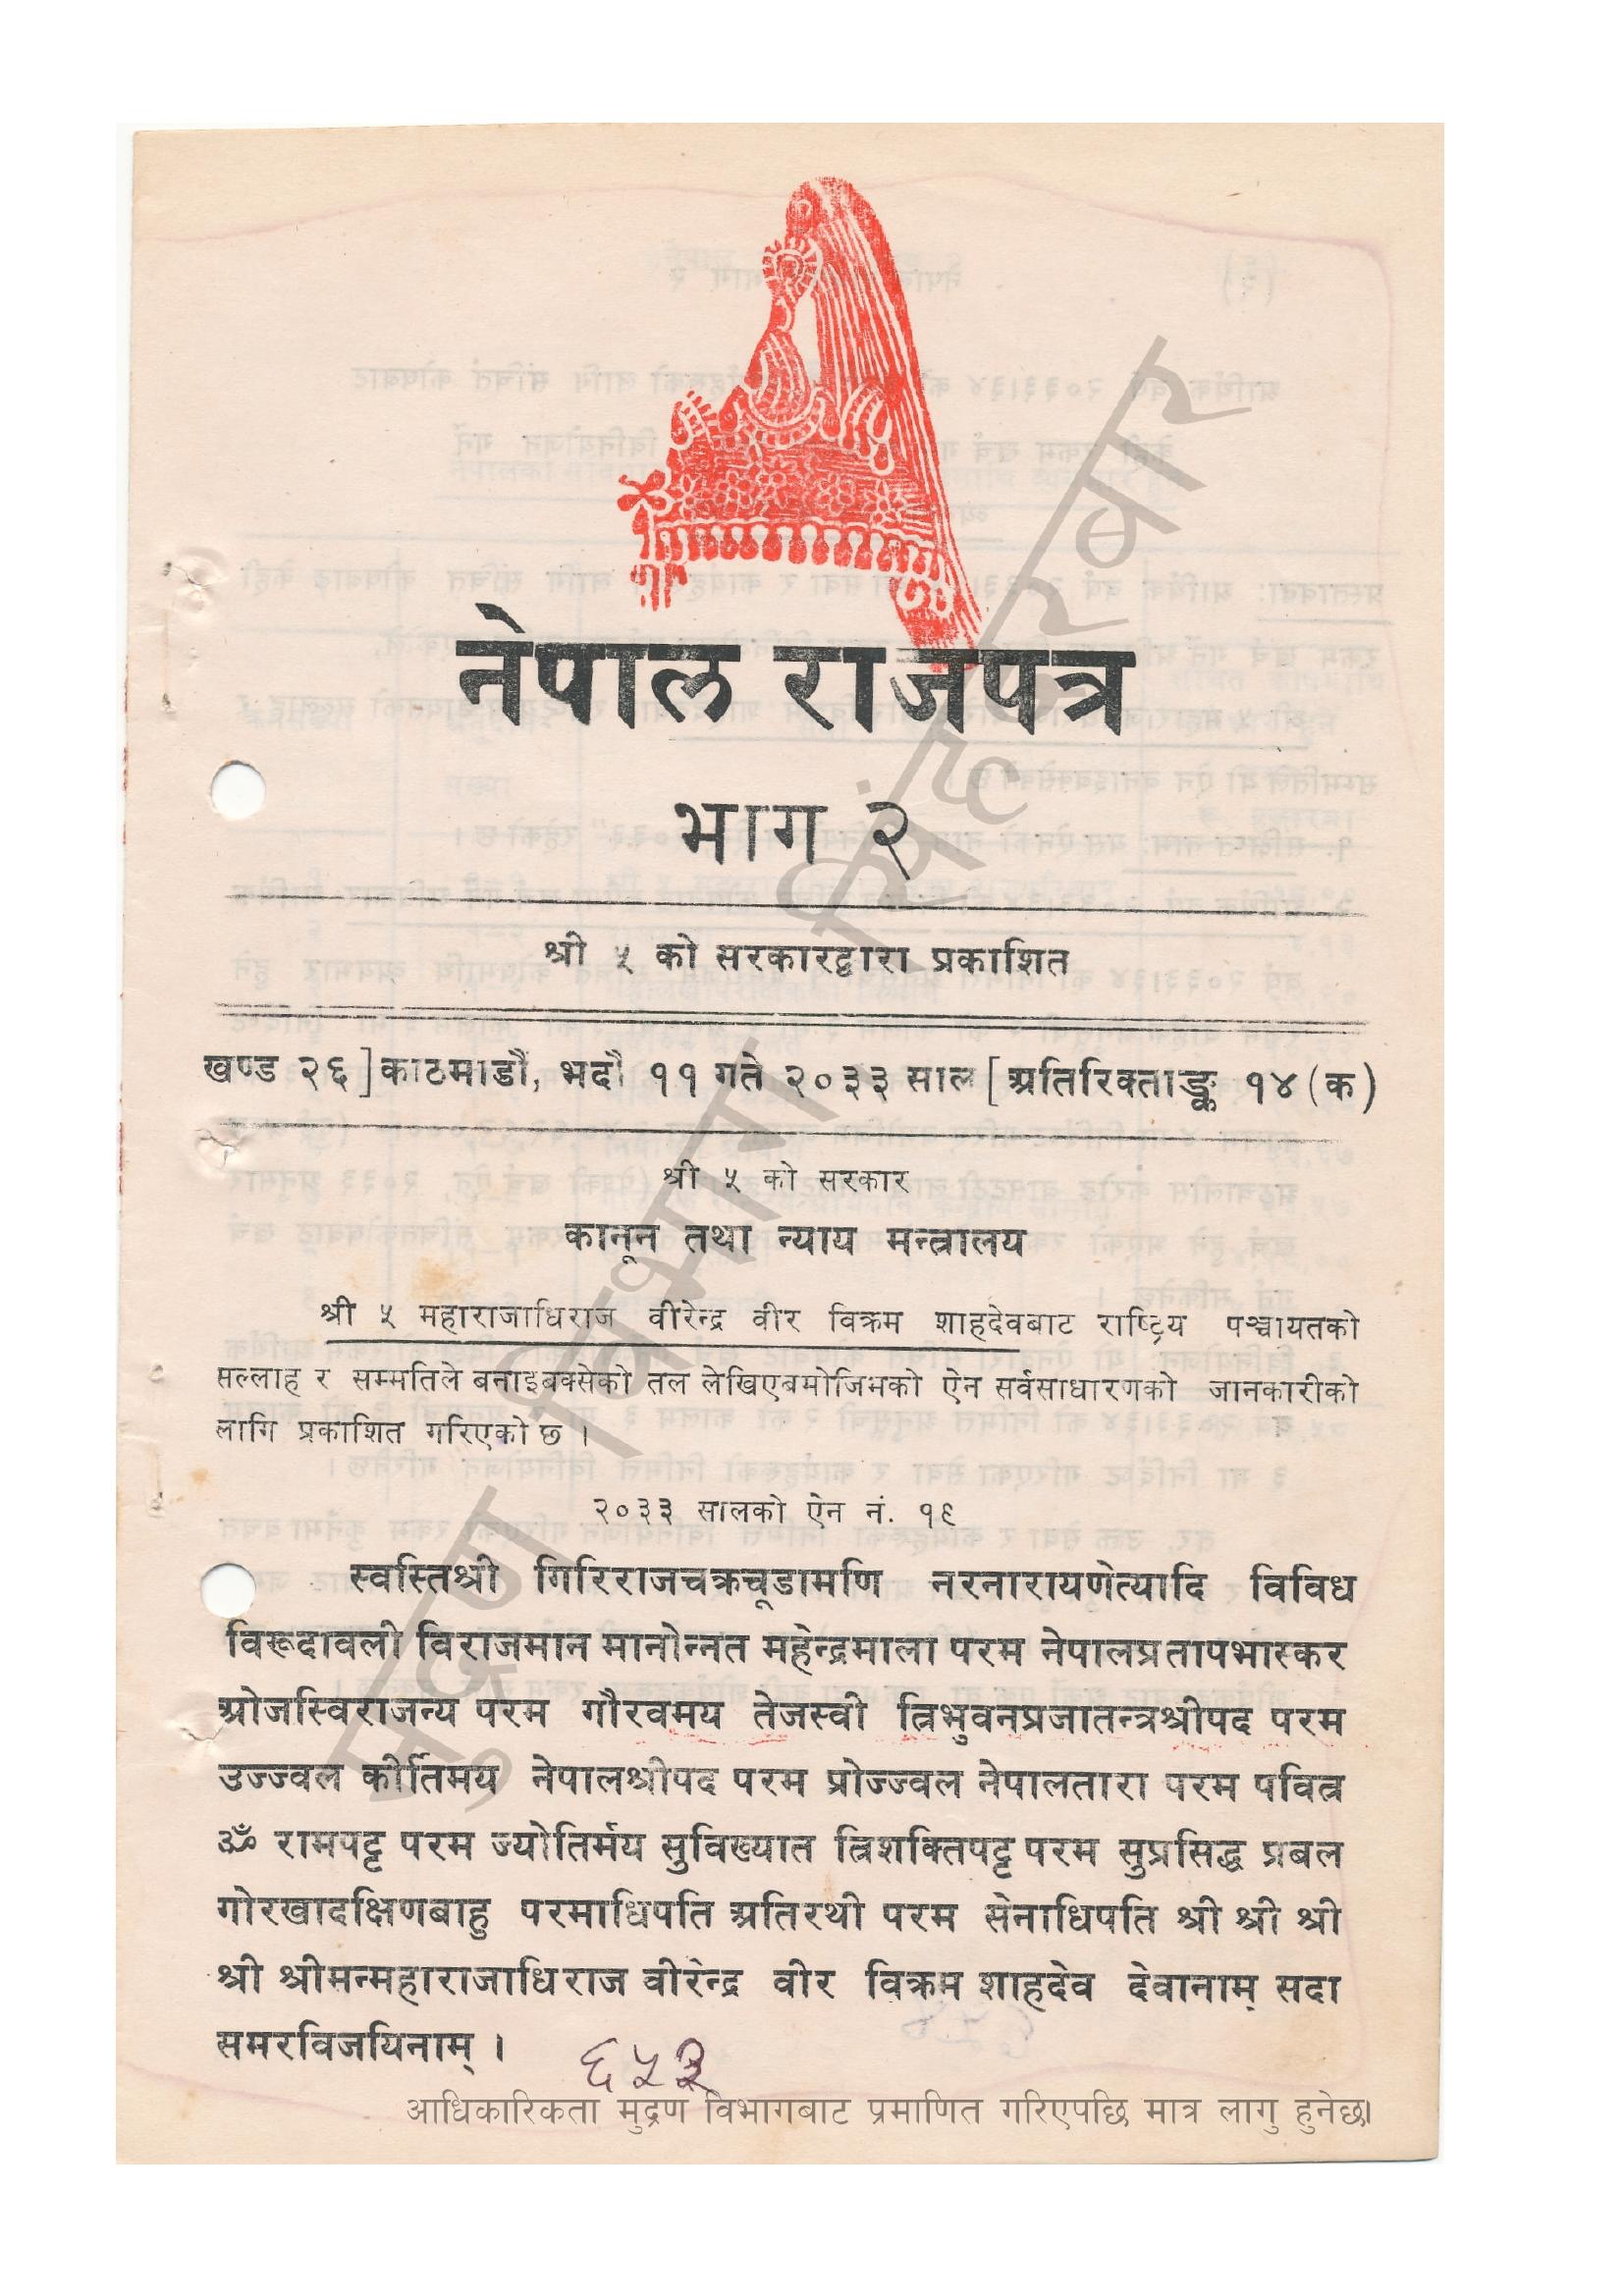 नेपाल राजपत्र
भाग २
श्री ५ को सरकारद्वारा प्रकाशित
खण्ड २६] काठमाडौं, भदौ ११ गते २०३३ साल [अतिरिक्ताङ्क १४ (क)
श्री ५ को सरकार
कानून तथा न्याय मन्त्रालय
श्री ५ महाराजाधिराज वीरेन्द्र वीर विक्रम शाहदेवबाट राष्ट्रिय पञ्चायतको
सल्लाह र सम्मतिले बनाइबक्सेको तल लेखिएबमोजिमको ऐन सर्वसाधारणको जानकारीको
लागि प्रकाशित गरिएको छ ।
२०३३ सालको ऐन नं. १९
स्वस्तिश्री गिरिराजचक्रचूडामणि नरनारायणेत्यादि विविध
विरूदावली विराजमान मानोन्नत महेन्द्रमाला परम नेपालप्रतापभास्कर
ओजस्विराजन्य परम गौरवमय तेजस्वी त्रिभुवनप्रजातन्त्रश्रीपद परम
उज्ज्वल कीर्तिमय नेपालश्रीपद परम प्रोज्ज्वल नेपालतारा परम पवित्र
ॐ रामपट्ट परम ज्योतिर्मय सुविख्यात त्रिशक्तिपट्ट परम सुप्रसिद्ध प्रबल
गोरखादक्षिणबाहु परमाधिपति अतिरथी परम सेनाधिपति श्री श्री श्री
श्री श्रीमन्महाराजाधिराज वीरेन्द्र वीर विक्रम शाहदेव देवानाम् सदा
समरविजयिनाम् ।
६५३
आधिकारिकता मुद्रण विभागबाट प्रमाणित गरिएपछि मात्र लागु हुनेछ।
मुद्रण विभाग सिंहदरबार